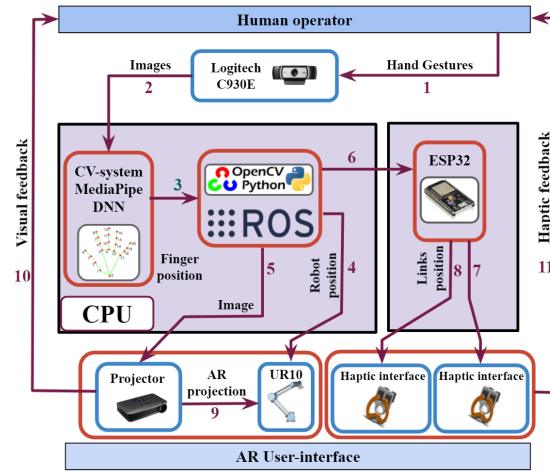 Human operator
Images
2
Logitech
C930E
Hand Gestures
1
Visual feedback
10
Haptic feedback
11
CV-system
MediaPipe
DNN
3
OpenCV
Python
ROS
6
ESP32
Finger
position
5
Image
Robot
position
4
Links
position
8
7
CPU
Projector
AR
projection
9
UR10
Haptic interface
Haptic interface
AR User-interface